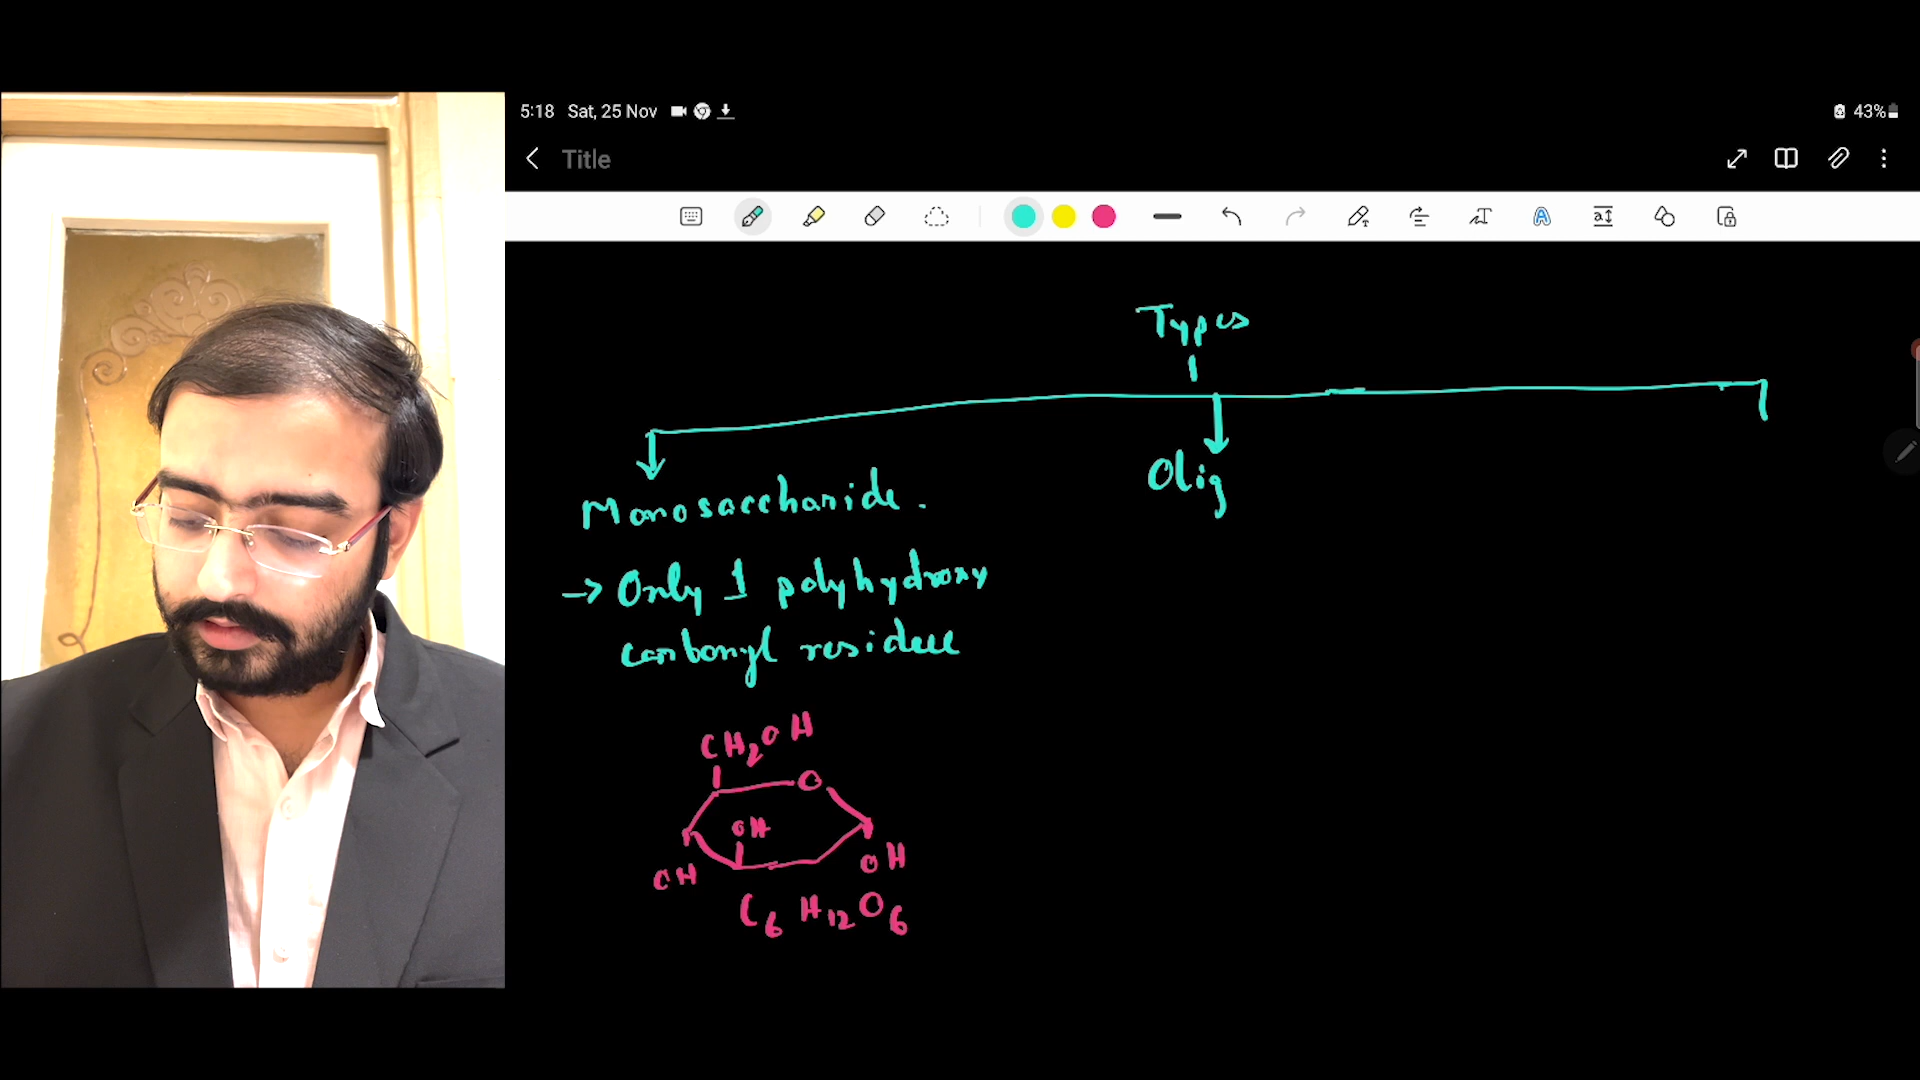 5:18 Sat, 25 Nov 43%
Title
Types
Monosaccharide.
Olig
→ Only 1 polyhydroxy
carbonyl residue
CH2OH
O
OH
OH
OH
C6H12O6